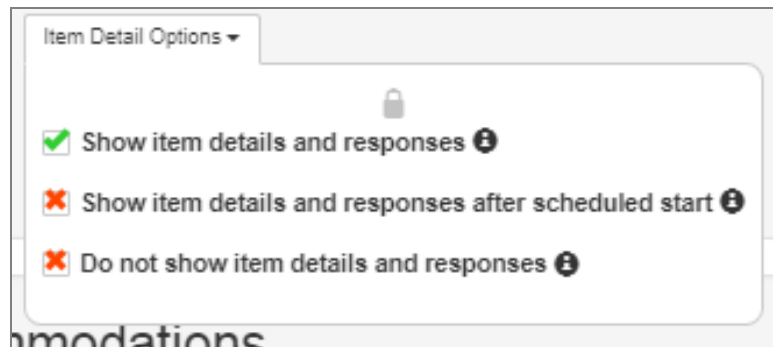 Item Detail Options
Show item details and responses
Show item details and responses after scheduled start
Do not show item details and responses
mmodations